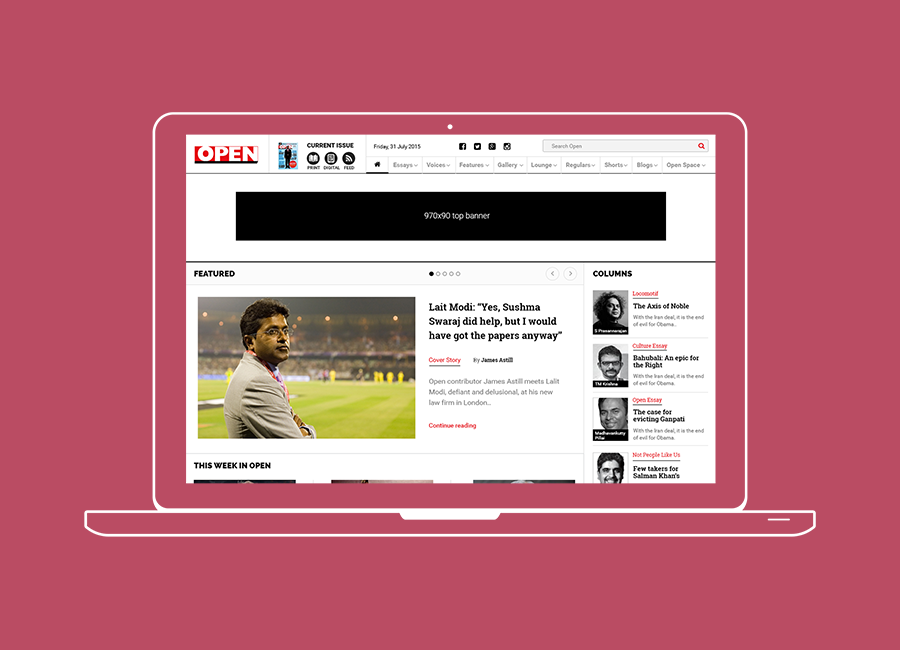 OPEN
CURRENT ISSUE
PRINT DIGITAL FEED
Friday, 31 July 2015
Search Open
Essays Voices Features Gallery Lounge Regulars Shorts Blogs Open Space
970x90 top banner
FEATURED
Lait Modi: “Yes, Sushma
Swaraj did help, but I would
have got the papers anyway”
Cover Story By James Astill
Open contributor James Astill meets Lalit
Modi, defiant and delusional, at his new
law firm in London...
Continue reading
THIS WEEK IN OPEN
COLUMNS
S Prasannarajan
Locomotif
The Axis of Noble
With the Iran deal, it is the end
of evil for Obama..
TM Krishna
Culture Essay
Bahubali: An epic for
the Right
With the Iran deal, it is the end
of evil for Obama.
Madhavankutty
Pillai
Open Essay
The case for
evicting Ganpati
With the Iran deal, it is the end
of evil for Obama.
Not People Like Us
Few takers for
Salman Khan's